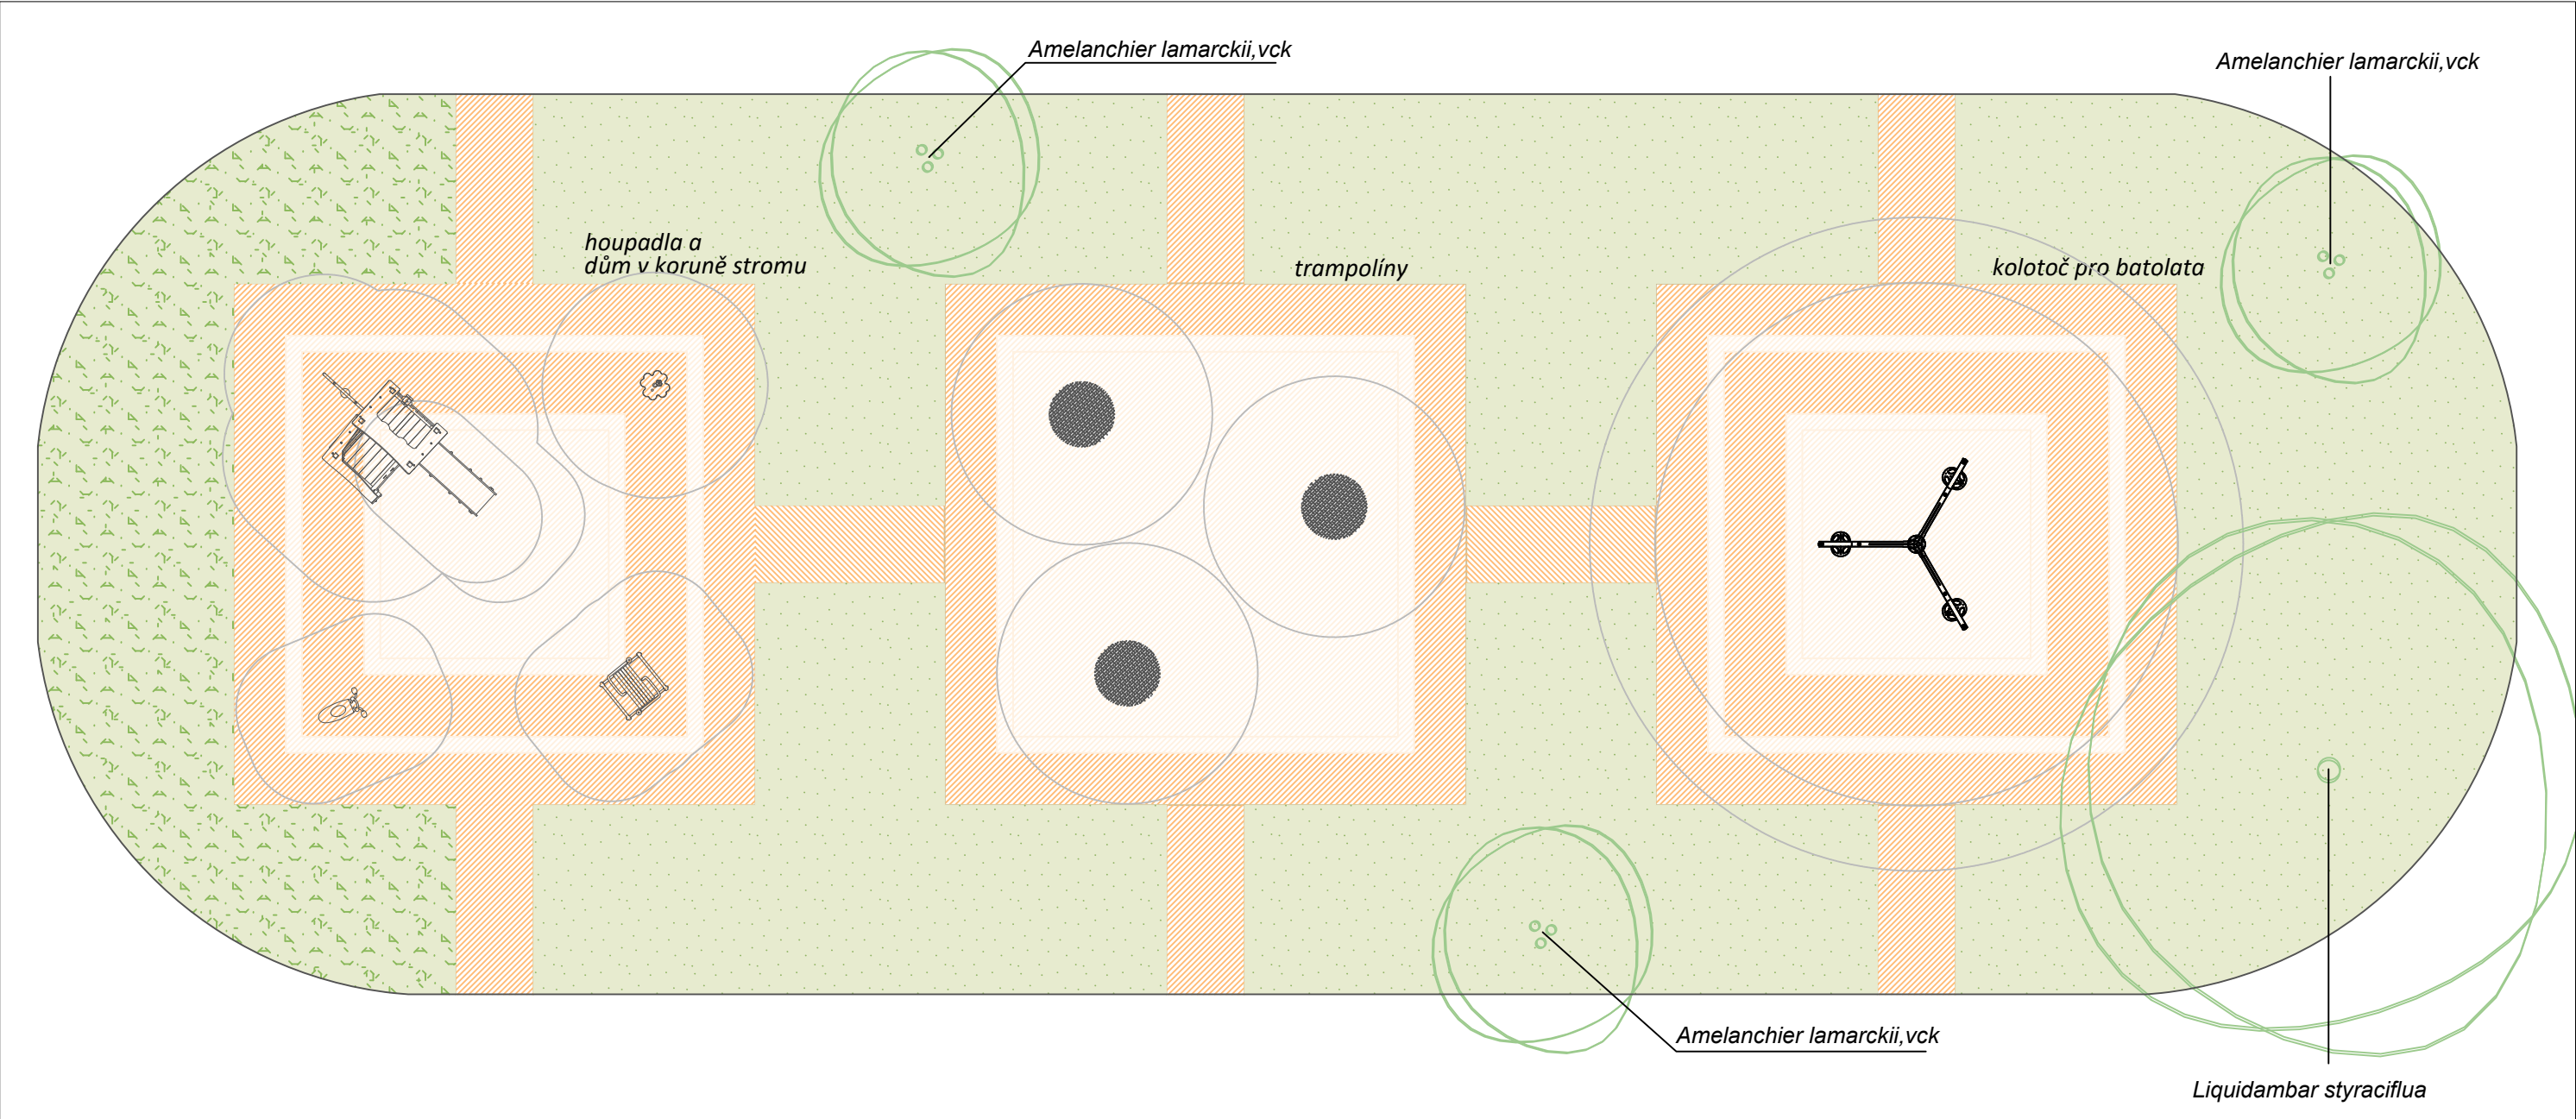 Amelanchier lamarckii,vck
Amelanchier lamarckii,vck
houpadla a
dům v koruně stromu
trampolíny
kolotoč pro batolata
Amelanchier lamarckii,vck
Liquidambar styraciflua